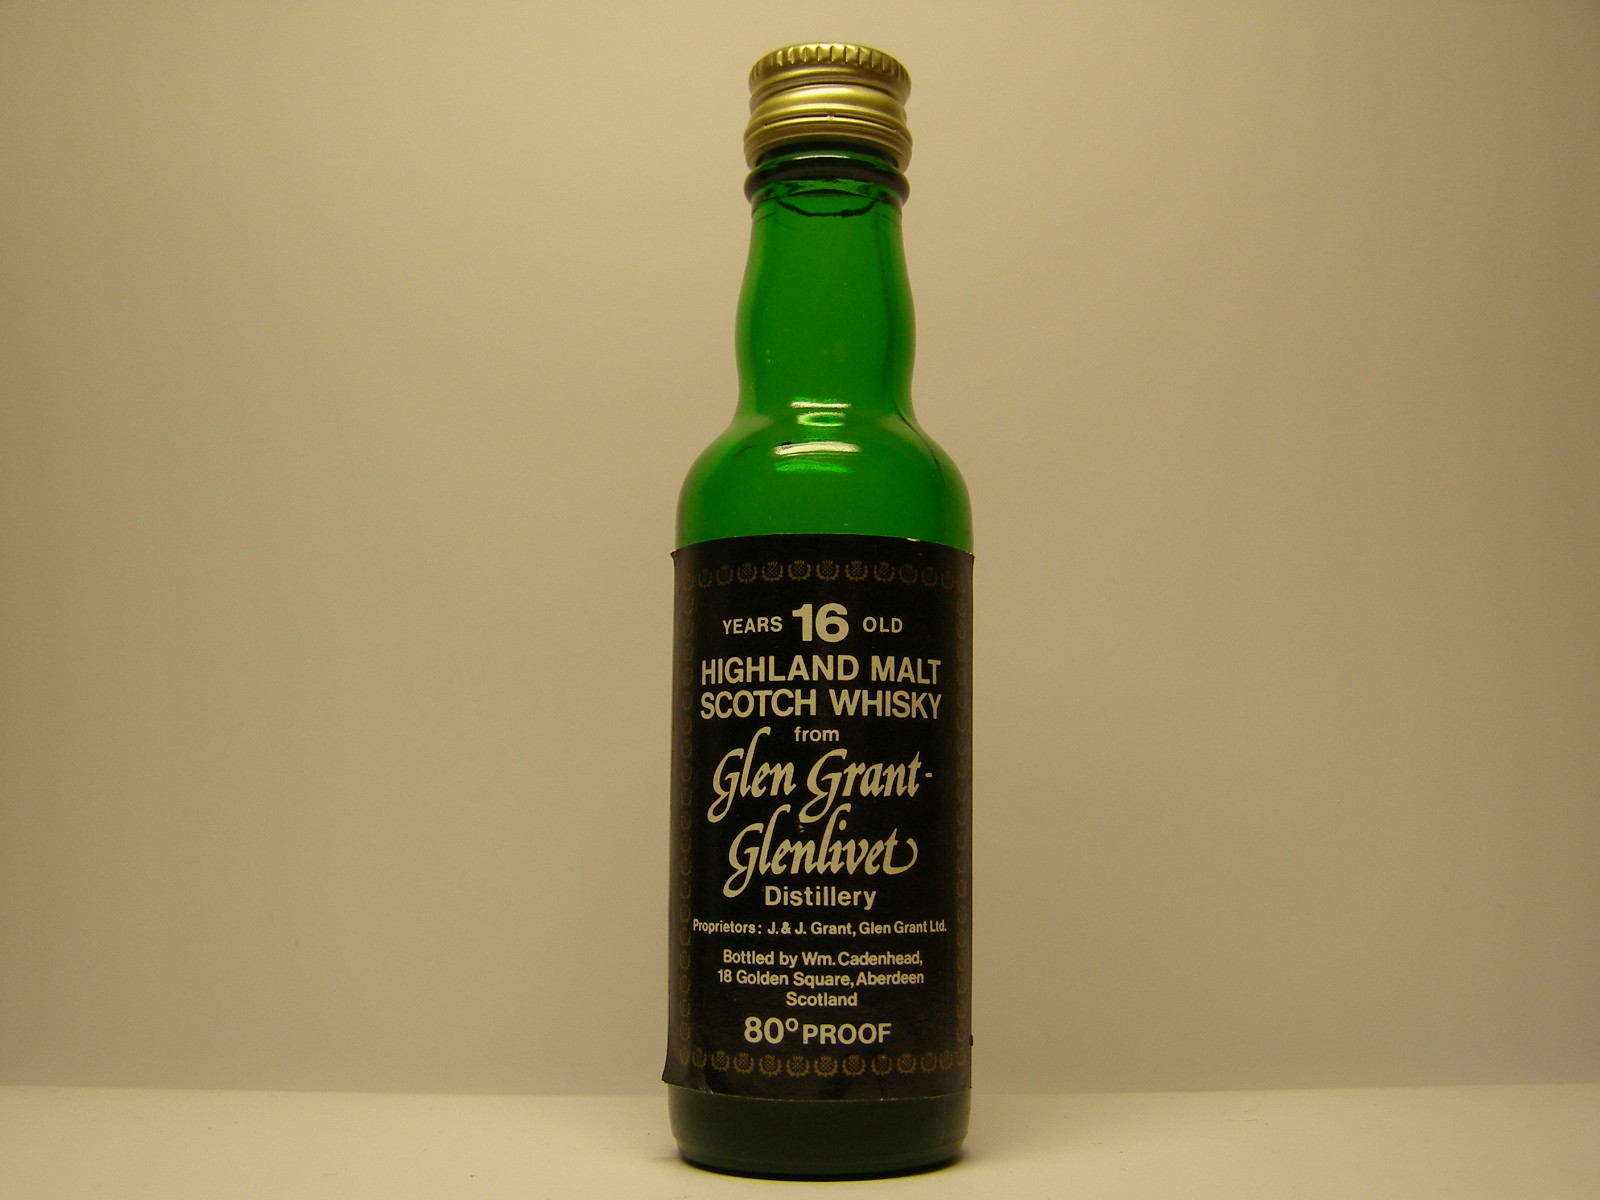 YEARS 16 OLD
HIGHLAND MALT
SCOTCH WHISKY
from
Glen Grant-
Glenlivet
Distillery
Proprietors: J. & J. Grant, Glen Grant Ltd.
Bottled by Wm. Cadenhead,
18 Golden Square, Aberdeen
Scotland
80º PROOF